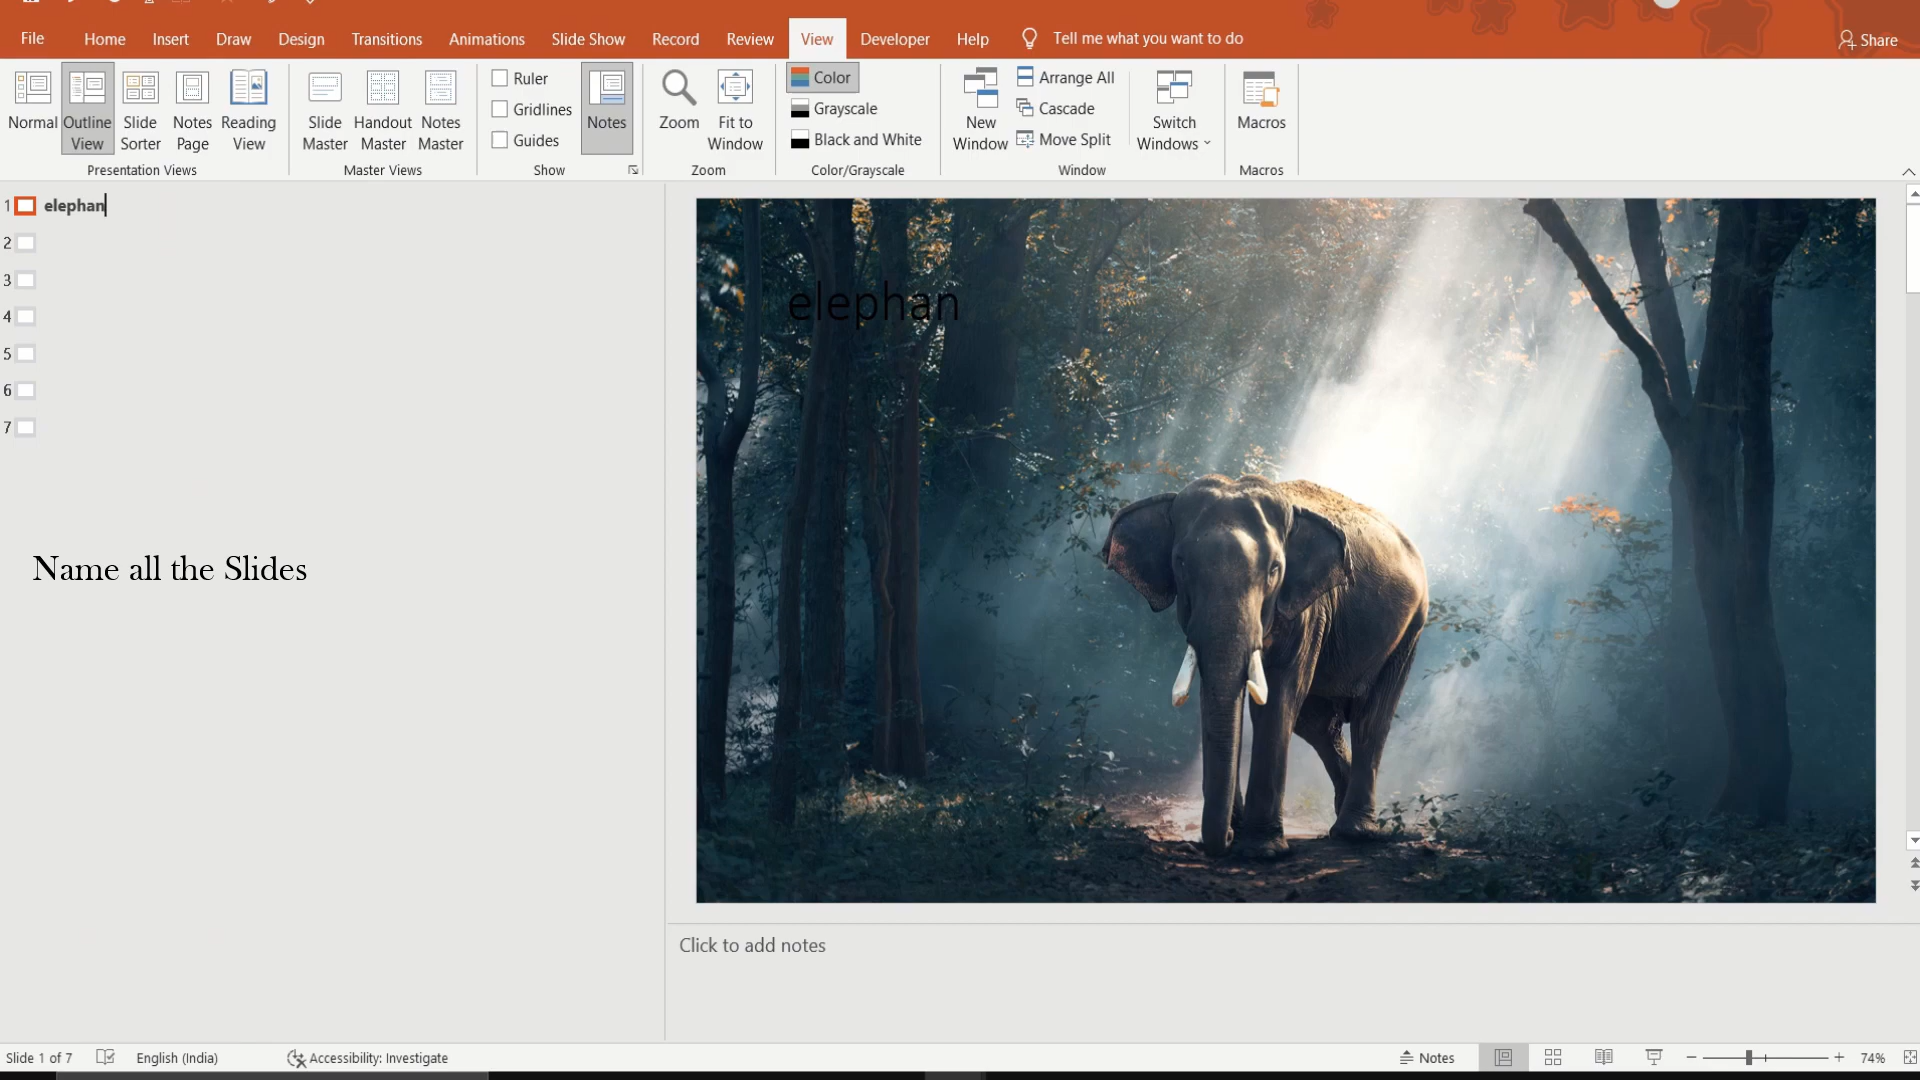 File Home Insert Draw Design Transitions Animations Slide Show Record Review View Developer Help Tell me what you want to do Share
Normal Outline View Slide Sorter Notes Page Reading View
Presentation Views
Slide Master Handout Master Notes Master
Master Views
Ruler
Gridlines
Guides
Notes
Show
Zoom Fit to Window
Zoom
Color
Grayscale
Black and White
Color/Grayscale
New Window
Arrange All
Cascade
Move Split
Switch Windows
Window
Macros
Macros
1 elephan
2
3
4
5
6
7
Name all the Slides
elephan
Click to add notes
Slide 1 of 7 English (India) Accessibility: Investigate Notes 74%